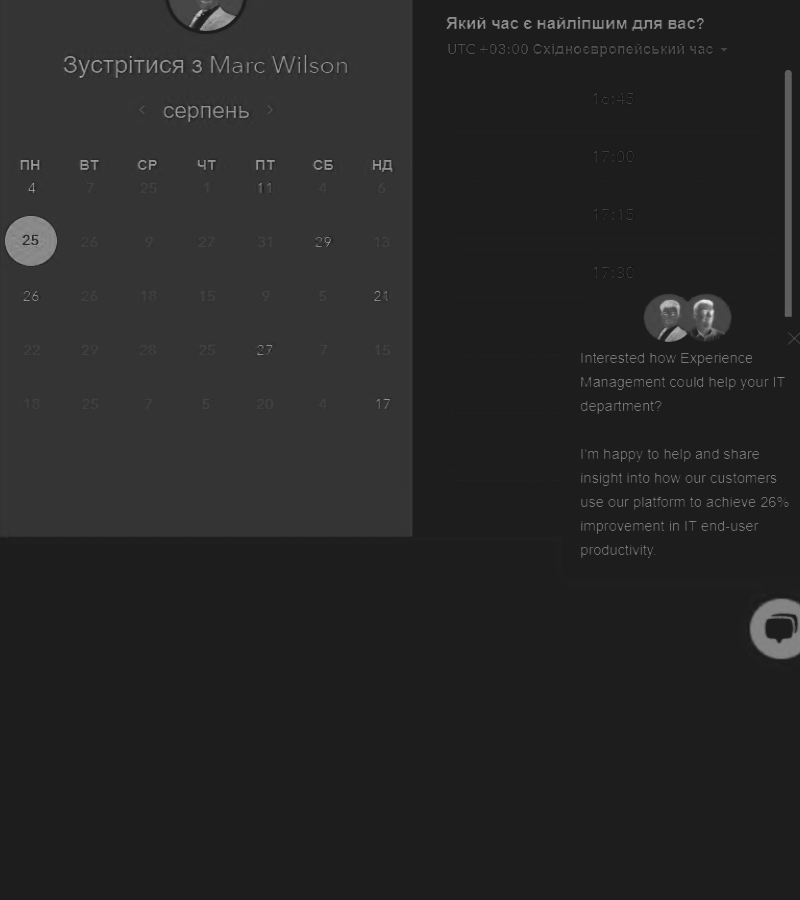 Зустрітися з Marc Wilson
серпень
ПН ВТ СР ЧТ ПТ СБ НД
4 7 25 1 11 4 6
25 26 9 27 31 29 13
26 26 18 15 9 5 21
22 29 28 25 27 7 15
18 25 7 5 20 4 17
Який час є найліпшим для вас?
UTC +03:00 Східноєвропейський час
16:45
17:00
17:15
17:30
Interested how Experience
Management could help your IT
department?
I'm happy to help and share
insight into how our customers
use our platform to achieve 26%
improvement in IT end-user
productivity.